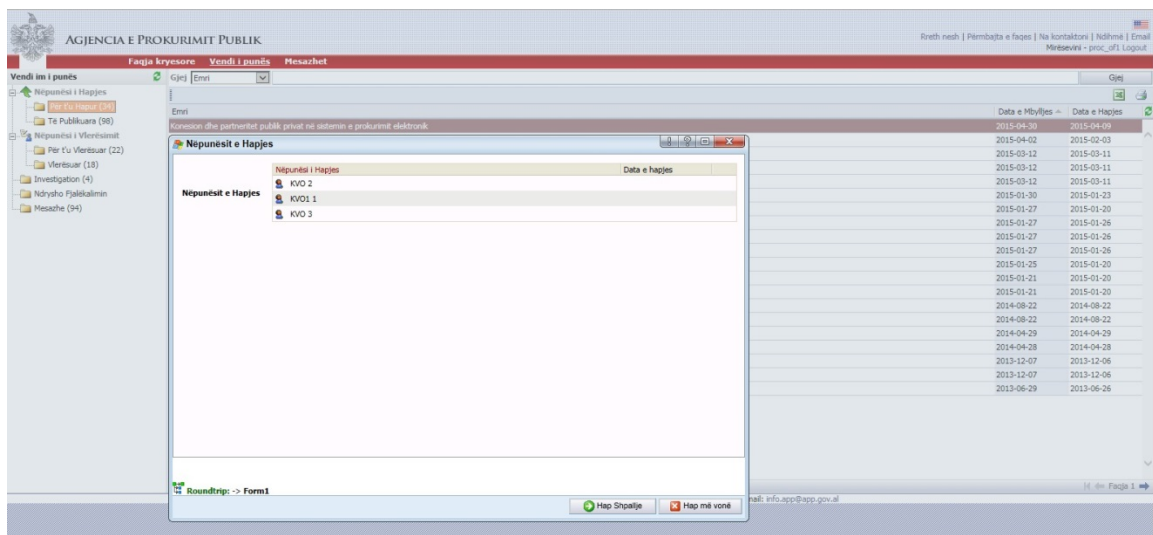 AGJENCIA E PROKURIMIT PUBLIK
Rreth nesh | Përmbajta e faqes | Na kontaktoni | Ndihmë | Email
Mirësevini - proc_of1 Logout
Faqja kryesore Vendi i punës Mesazhet
Vendi im i punës
Gjej Emri
Gjej
Nëpunësi i Hapjes
Për t'u Hapur (34)
Të Publikuara (98)
Nëpunësi i Vlerësimit
Për t'u Vlerësuar (22)
Vlerësuar (18)
Investigation (4)
Ndrysho Fjalëkalimin
Mesazhe (94)
Emri Data e Mbylljes Data e Hapjes
Konesion dhe partneritet publik privat në sistemin e prokurimit elektronik 2015-04-30 2015-04-09
2015-04-02 2015-02-03
2015-03-12 2015-03-11
2015-03-12 2015-03-11
2015-03-12 2015-03-11
2015-01-30 2015-01-23
2015-01-27 2015-01-20
2015-01-27 2015-01-26
2015-01-27 2015-01-26
2015-01-27 2015-01-26
2015-01-25 2015-01-20
2015-01-21 2015-01-20
2015-01-21 2015-01-20
2014-08-22 2014-08-22
2014-08-22 2014-08-22
2014-04-29 2014-04-29
2014-04-28 2014-04-28
2013-12-07 2013-12-06
2013-12-07 2013-12-06
2013-06-29 2013-06-26
Nëpunësit e Hapjes
Nëpunësi i Hapjes Data e hapjes
Nëpunësit e Hapjes
KVO 2
KVO1 1
KVO 3
Roundtrip: -> Form1
Hap Shpallje Hap më vonë
Faqja 1
info.app@app.gov.al